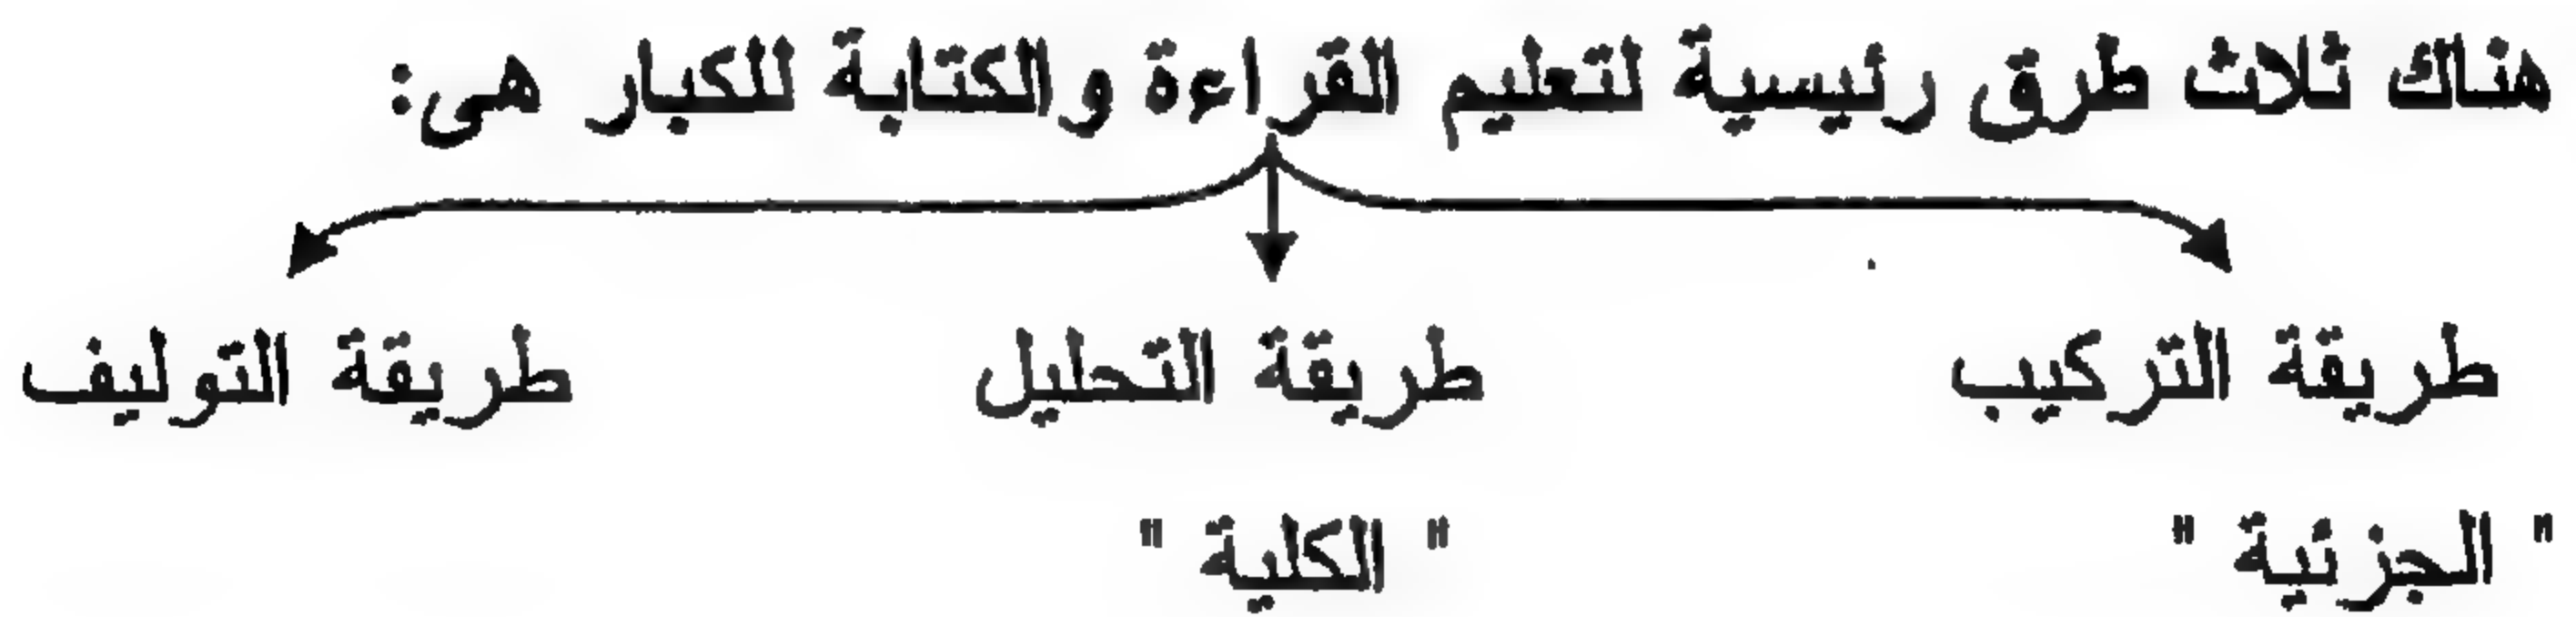 هناك ثلاث طرق رئيسية لتعليم القراءة والكتابة للكبار هى:
طريقة التركيب طريقة التحليل طريقة التوليف
" الجزئية " " الكلية "